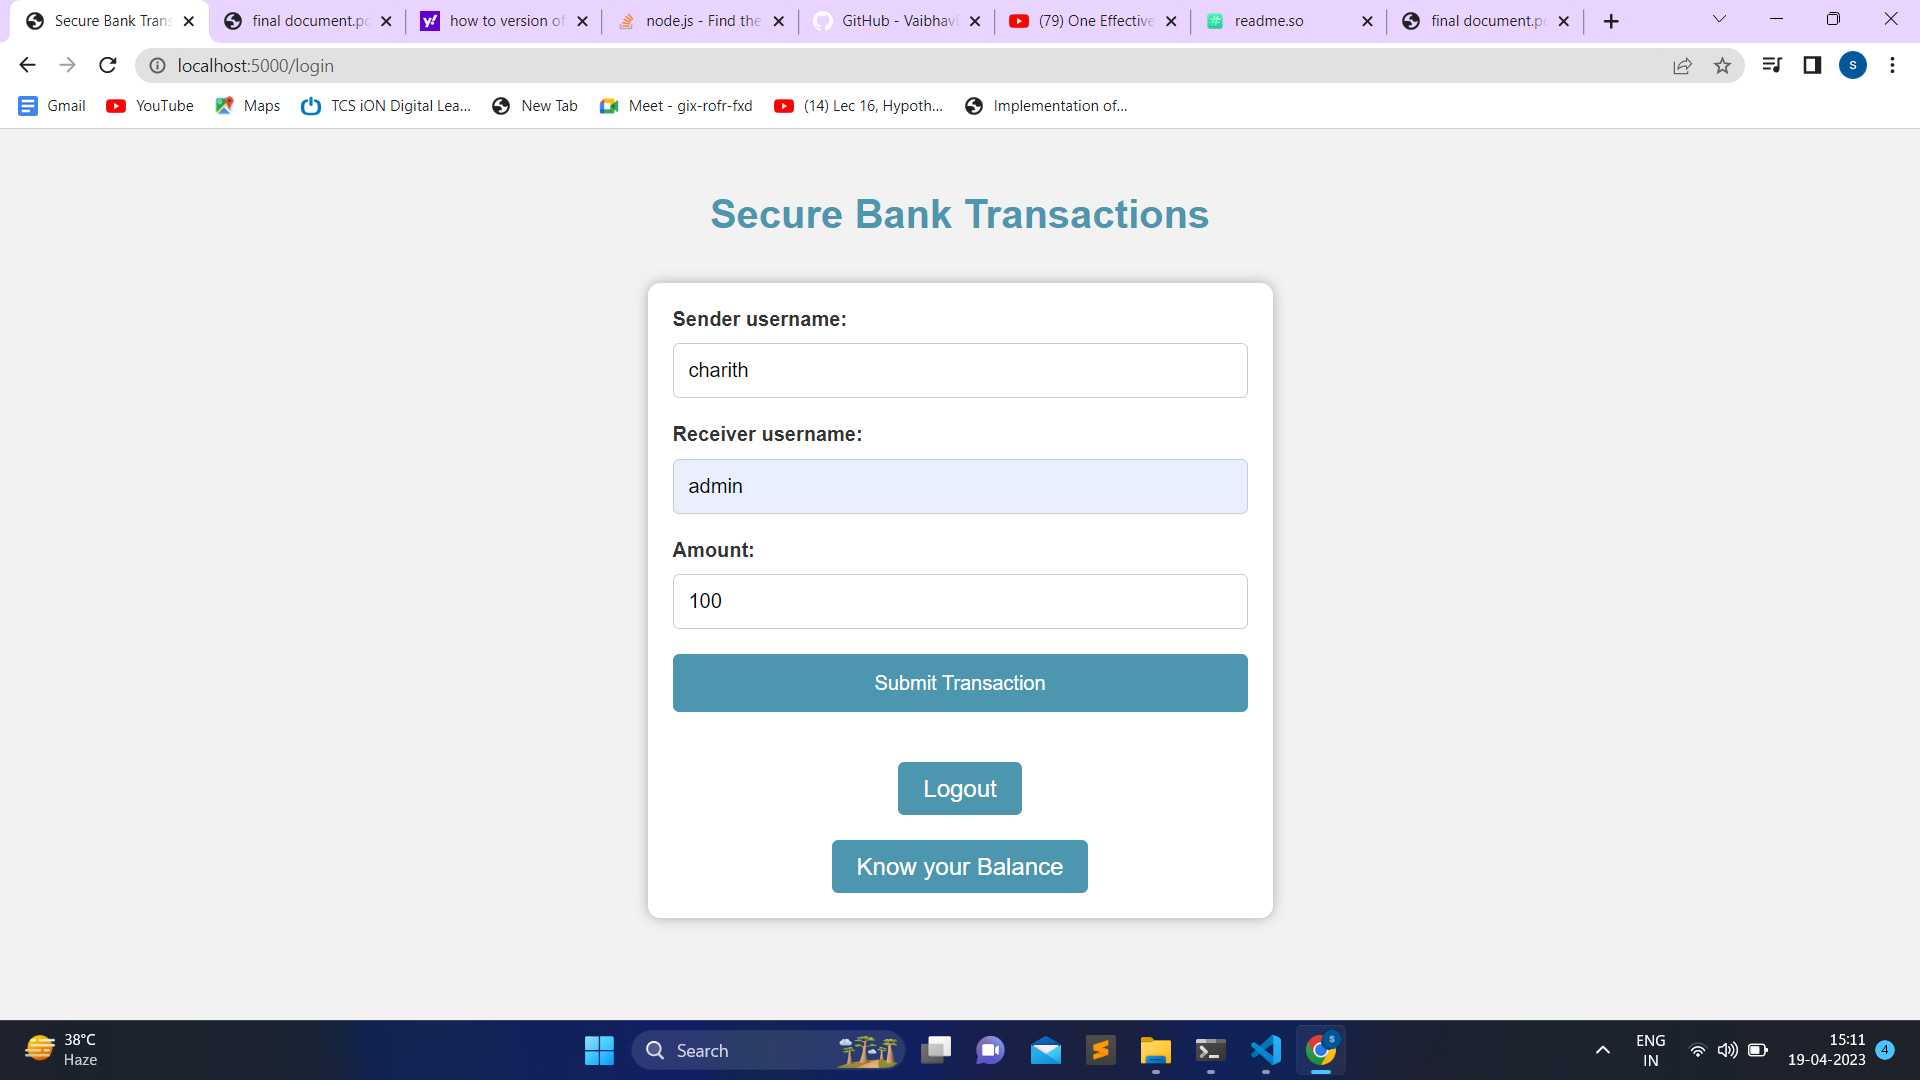 Secure Bank Trans
final document.pd
how to version of
node.js - Find the
GitHub - Vaibhavi
(79) One Effective
readme.so
final document.pd
localhost:5000/login
S
Gmail
YouTube
Maps
TCS iON Digital Lea...
New Tab
Meet - gix-rofr-fxd
(14) Lec 16, Hypoth...
Implementation of...
Secure Bank Transactions
Sender username:
charith
Receiver username:
admin
Amount:
100
Submit Transaction
Logout
Know your Balance
38°C
Haze
Search
ENG
IN
15:11
19-04-2023
4